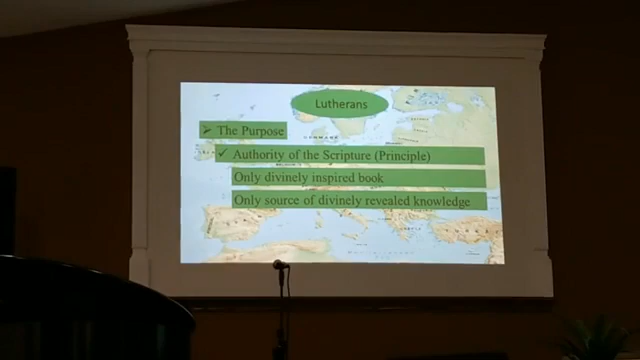 Lutherans
➢ The Purpose
✓ Authority of the Scripture (Principle)
Only divinely inspired book
Only source of divinely revealed knowledge